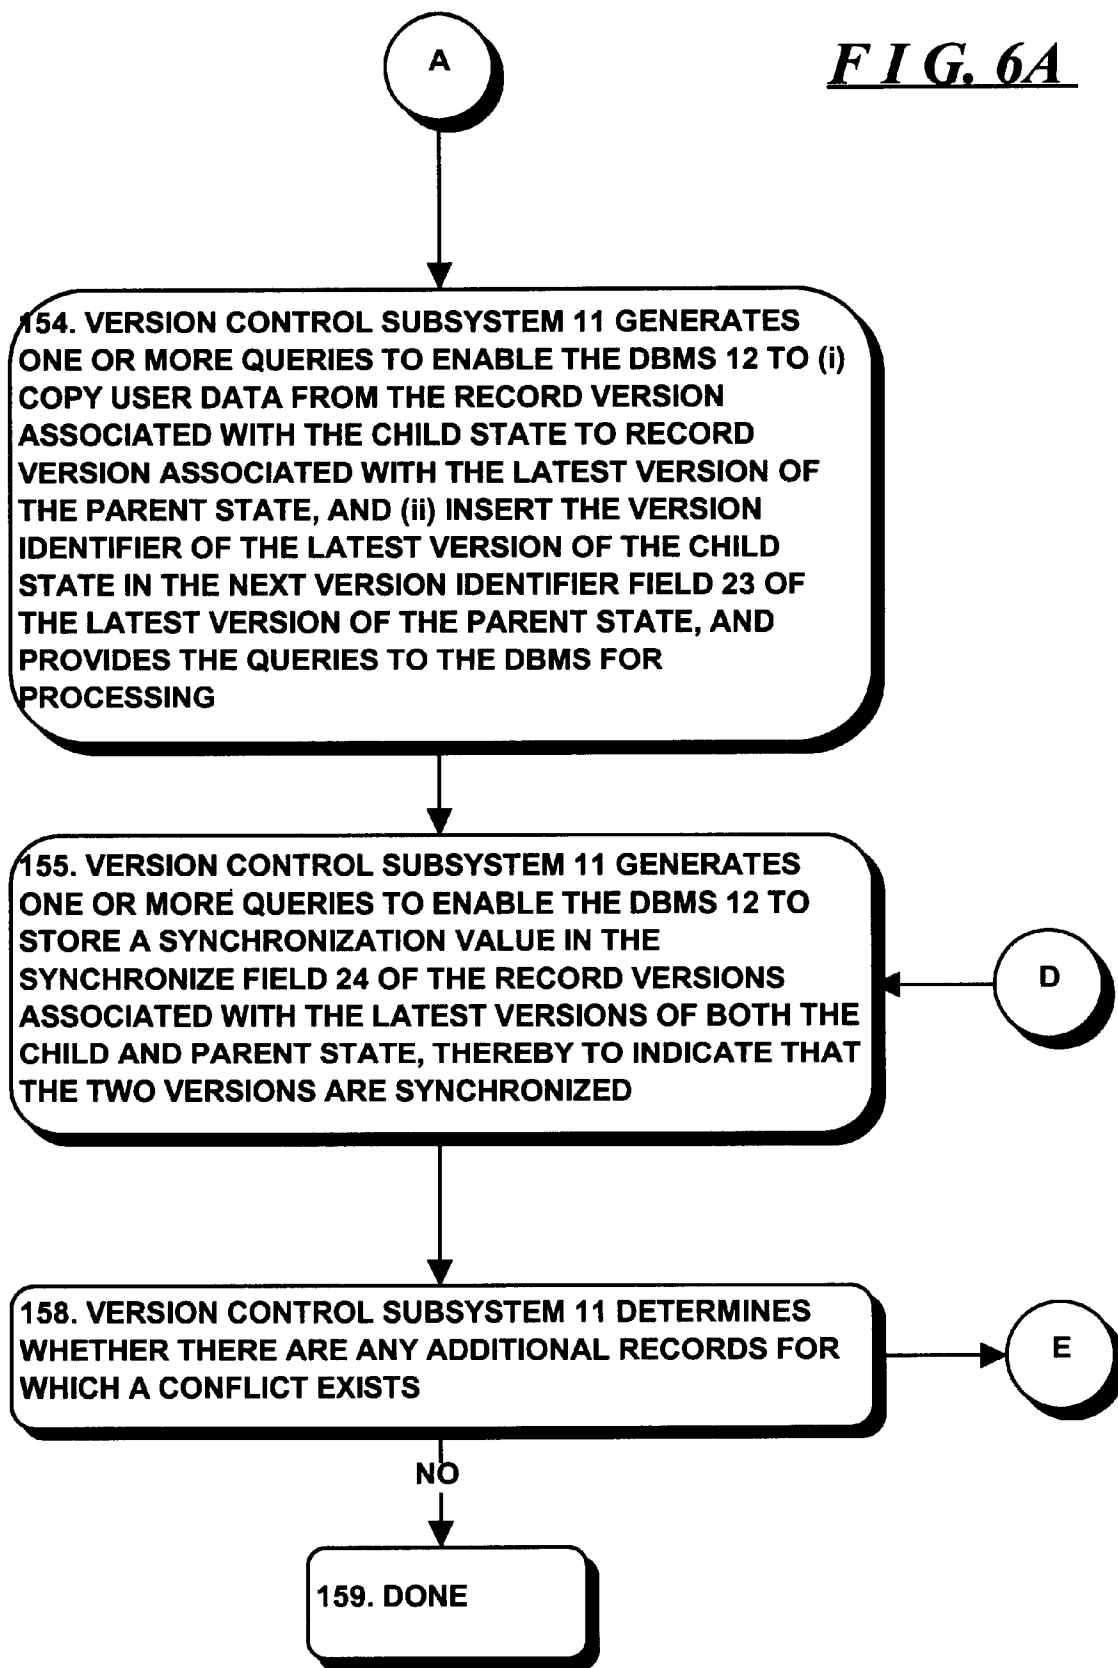 A
FIG. 6A
154. VERSION CONTROL SUBSYSTEM 11 GENERATES
ONE OR MORE QUERIES TO ENABLE THE DBMS 12 TO (i)
COPY USER DATA FROM THE RECORD VERSION
ASSOCIATED WITH THE CHILD STATE TO RECORD
VERSION ASSOCIATED WITH THE LATEST VERSION OF
THE PARENT STATE, AND (ii) INSERT THE VERSION
IDENTIFIER OF THE LATEST VERSION OF THE CHILD
STATE IN THE NEXT VERSION IDENTIFIER FIELD 23 OF
THE LATEST VERSION OF THE PARENT STATE, AND
PROVIDES THE QUERIES TO THE DBMS FOR
PROCESSING
155. VERSION CONTROL SUBSYSTEM 11 GENERATES
ONE OR MORE QUERIES TO ENABLE THE DBMS 12 TO
STORE A SYNCHRONIZATION VALUE IN THE
SYNCHRONIZE FIELD 24 OF THE RECORD VERSIONS
ASSOCIATED WITH THE LATEST VERSIONS OF BOTH THE
CHILD AND PARENT STATE, THEREBY TO INDICATE THAT
THE TWO VERSIONS ARE SYNCHRONIZED
D
158. VERSION CONTROL SUBSYSTEM 11 DETERMINES
WHETHER THERE ARE ANY ADDITIONAL RECORDS FOR
WHICH A CONFLICT EXISTS
E
NO
159. DONE